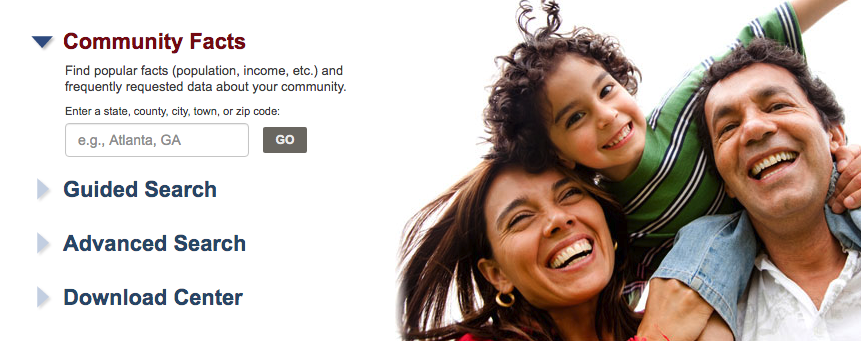 Community Facts
Find popular facts (population, income, etc.) and
frequently requested data about your community.
Enter a state, county, city, town, or zip code:
e.g., Atlanta, GA
GO
Guided Search
Advanced Search
Download Center